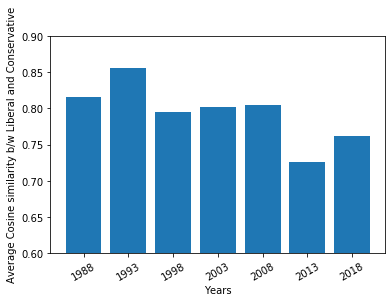 Average Cosine similarity b/w Liberal and Conservative
0.90
0.85
0.80
0.75
0.70
0.65
0.60
1988 1993 1998 2003 2008 2013 2018
Years